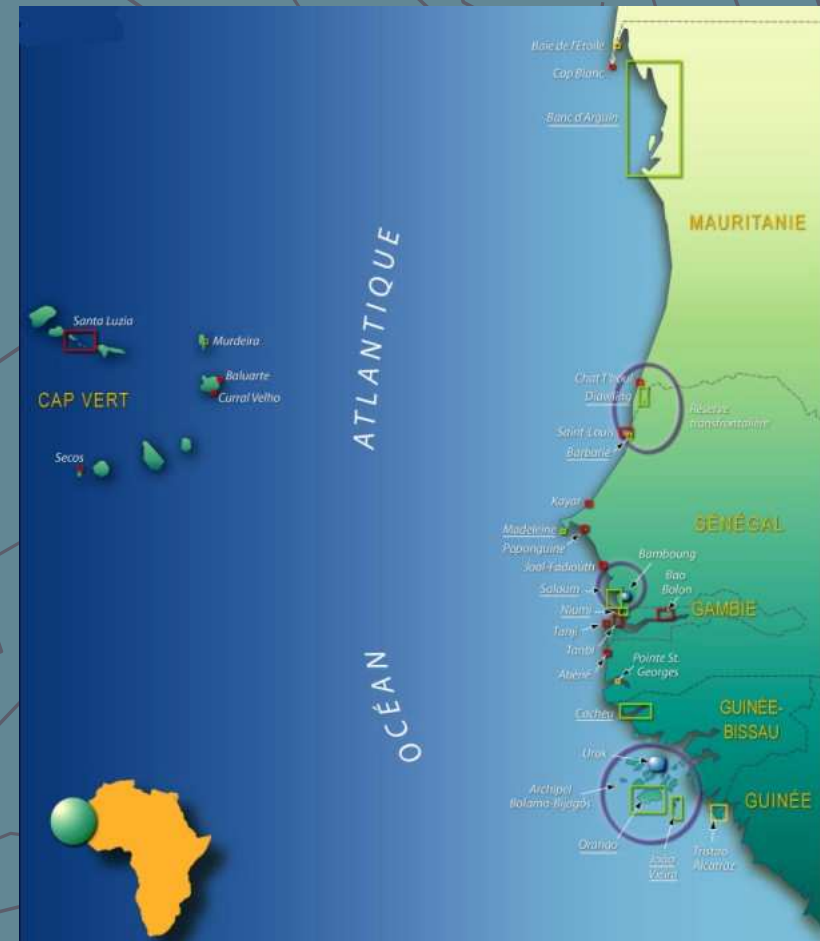 Baie de l'Étoile
Cap Blanc
Banc d'Arguin
MAURITANIE
ATLANTIQUE
Santa Luzia
Murdeira
Baluarte
Curral Velho
CAP VERT
Secos
Chat T'boul
Diawling
Réserve
transfrontalière
Saint-Louis
Barbarie
Kayar
SÉNÉGAL
Madeleine
Poponguine
Bamboung
Joal-Fadiouth
Bao
Bolon
Saloum
GAMBIE
Niumi
Tanji
Tanbi
Abéné
Pointe St.
Georges
OCÉAN
Cacheu
GUINÉE-
BISSAU
Urok
Archipel
Bolama-Bijagós
GUINÉE
Orango
João
Vieira
Tristao
Alcatraz